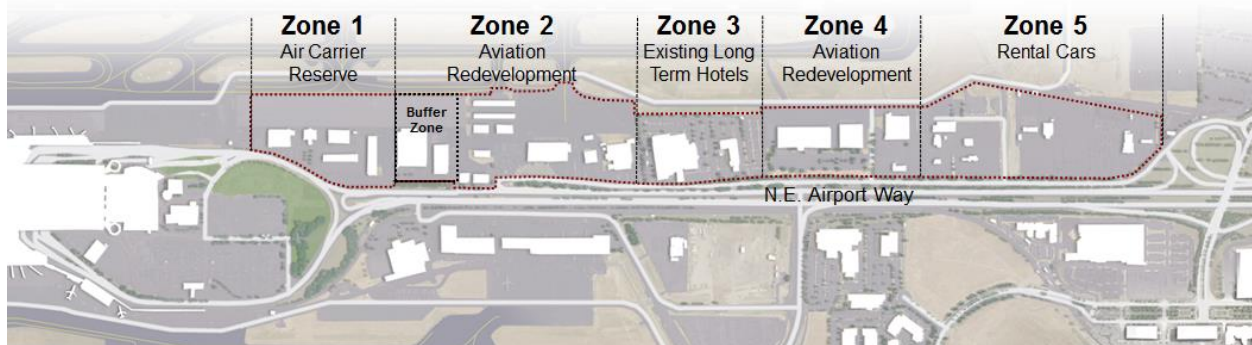 Zone 1
Air Carrier
Reserve
Zone 2
Aviation
Redevelopment
Zone 3
Existing Long
Term Hotels
Zone 4
Aviation
Redevelopment
Zone 5
Rental Cars
Buffer
Zone
N.E. Airport Way